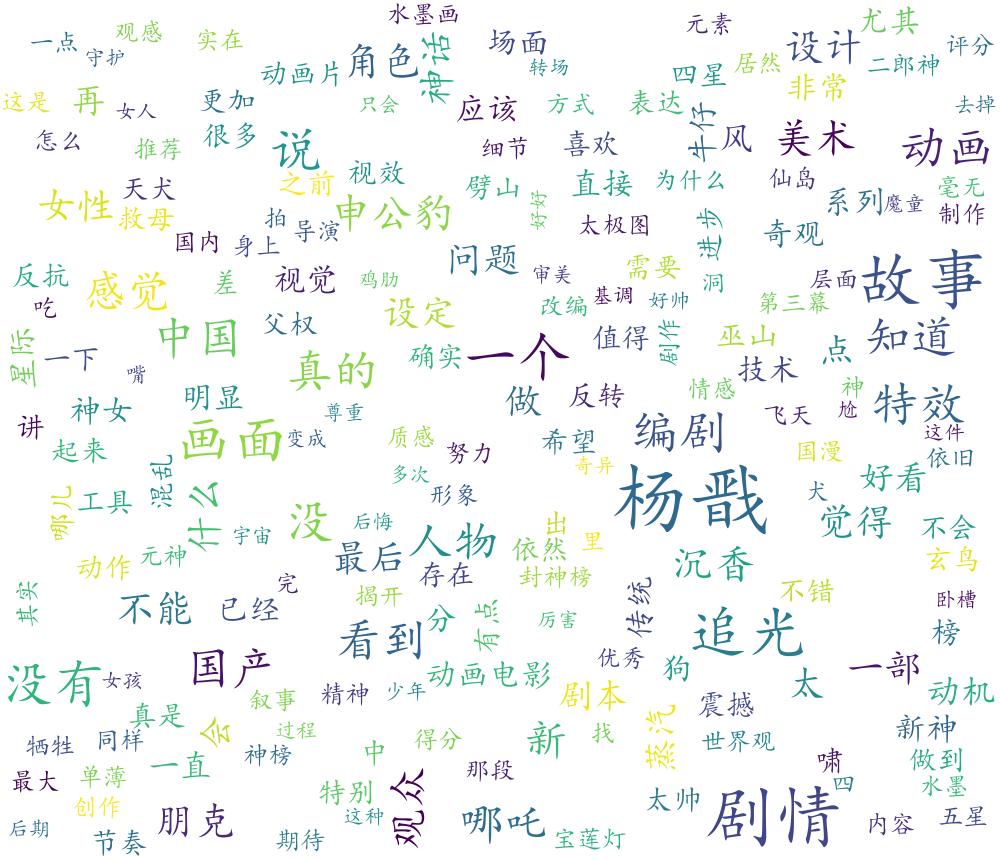 水墨画
元素
尤其
一点
观感
守护
实在
神话
角色
动画片
场面
转场
四星
居然
设计
二郎神
评分
非常
这是
再
女人
更加
只会
应该
方式
表达
牛仔
去掉
怎么
推荐
很多
说
细节
喜欢
风
美术
动画
女性
天犬
救母
之前
视效
申公豹
劈山
好好
直接
为什么
仙岛
系列
魔童
毫无
制作
国内
身上
拍
导演
太极图
进步
奇观
问题
反抗
吃
感觉
差
视觉
鸡肋
审美
需要
洞
层面
故事
改编
基调
好帅
第三幕
设定
星际
一下
嘴
中国
父权
真的
确实
一个
值得
剧作
巫山
点
知道
技术
讲
神女
明显
尊重
做
反转
情感
神
飞天
尬
特效
这件
起来
画面
变成
质感
努力
希望
编剧
国漫
依旧
奇异
哪儿
工具
混乱
什么
宇宙
没
后悔
多次
形象
杨戬
犬
好看
觉得
不会
动作
元神
最后
人物
存在
出
里
依然
封神榜
沉香
玄鸟
其实
不能
已经
完
揭开
分
有点
厉害
传统
不错
卧槽
没有
女孩
国产
看到
追光
榜
优秀
狗
一部
叙事
精神
少年
动画电影
剧本
太
动机
真是
会
过程
震撼
牺牲
同样
一直
神榜
中
得分
新
找
蒸汽
世界观
新神
做到
最大
单薄
创作
特别
观众
那段
啸
四
水墨
后期
节奏
朋克
期待
这种
哪吒
宝莲灯
太帅
剧情
内容
五星